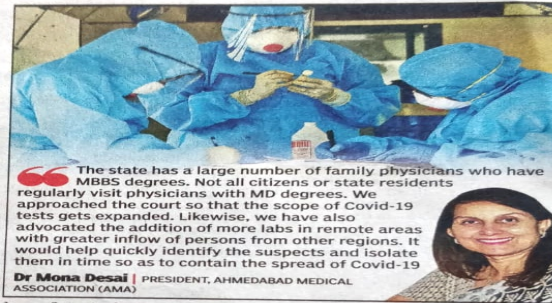 The state has a large number of family physicians who have
MBBS degrees. Not all citizens or state residents
regularly visit physicians with MD degrees. We
approached the court so that the scope of Covid-19
tests gets expanded. Likewise, we have also
advocated the addition of more labs in remote areas
with greater inflow of persons from other regions. It
would help quickly identify the suspects and isolate
them in time so as to contain the spread of Covid-19
Dr Mona Desai | PRESIDENT, AHMEDABAD MEDICAL
ASSOCIATION (AMA)